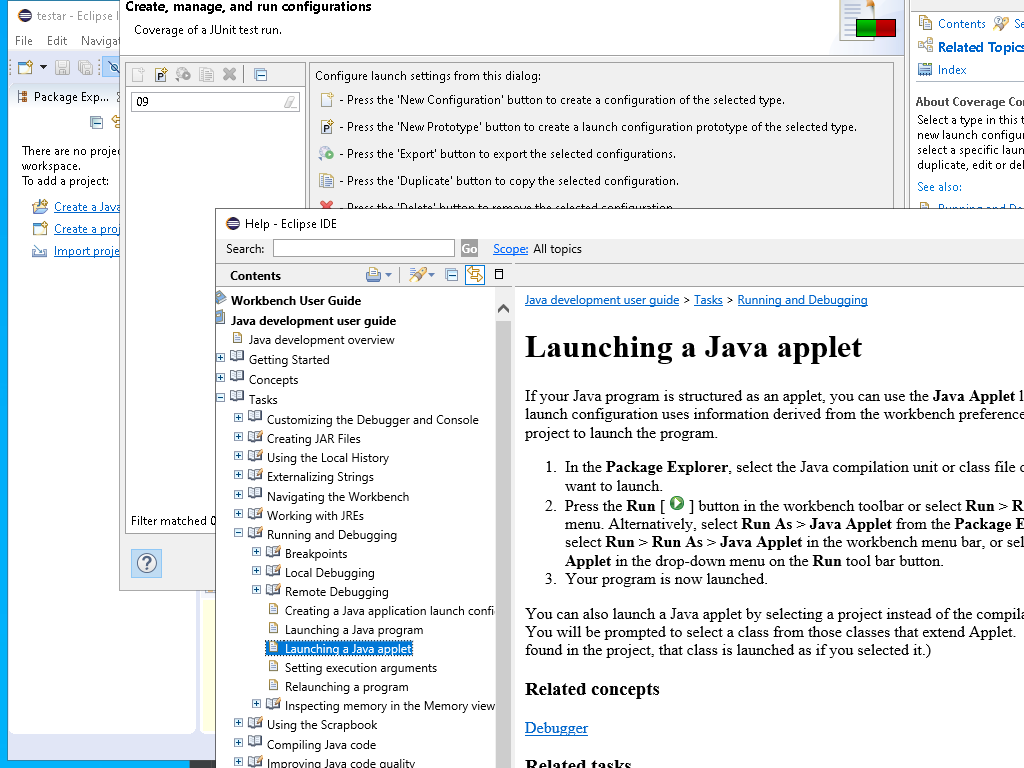 testar - Eclipse I
File Edit Navigat
Package Exp...
There are no proje
workspace.
To add a project:
Create a Java
Create a proj
Import proje
Create, manage, and run configurations
Coverage of a JUnit test run.
09
Filter matched 0
Configure launch settings from this dialog:
- Press the 'New Configuration' button to create a configuration of the selected type.
- Press the 'New Prototype' button to create a launch configuration prototype of the selected type.
- Press the 'Export' button to export the selected configurations.
- Press the 'Duplicate' button to copy the selected configuration.
- Press the 'Delete' button to remove the selected configuration.
Contents Se
Related Topics
Index
About Coverage Co
Select a type in this t
new launch configu
select a specific laun
duplicate, edit or del
See also:
Running and De
Help - Eclipse IDE
Search: Go Scope: All topics
Contents
Workbench User Guide
Java development user guide
Java development overview
Getting Started
Concepts
Tasks
Customizing the Debugger and Console
Creating JAR Files
Using the Local History
Externalizing Strings
Navigating the Workbench
Working with JREs
Running and Debugging
Breakpoints
Local Debugging
Remote Debugging
Creating a Java application launch confi
Launching a Java program
Launching a Java applet
Setting execution arguments
Relaunching a program
Inspecting memory in the Memory view
Using the Scrapbook
Compiling Java code
Improving Java code quality
Java development user guide > Tasks > Running and Debugging
Launching a Java applet
If your Java program is structured as an applet, you can use the Java Applet l
launch configuration uses information derived from the workbench preference
project to launch the program.
1. In the Package Explorer, select the Java compilation unit or class file c
want to launch.
2. Press the Run [ ] button in the workbench toolbar or select Run > R
menu. Alternatively, select Run As > Java Applet from the Package E
select Run > Run As > Java Applet in the workbench menu bar, or sel
Applet in the drop-down menu on the Run tool bar button.
3. Your program is now launched.
You can also launch a Java applet by selecting a project instead of the compila
You will be prompted to select a class from those classes that extend Applet.
found in the project, that class is launched as if you selected it.)
Related concepts
Debugger
Related tasks